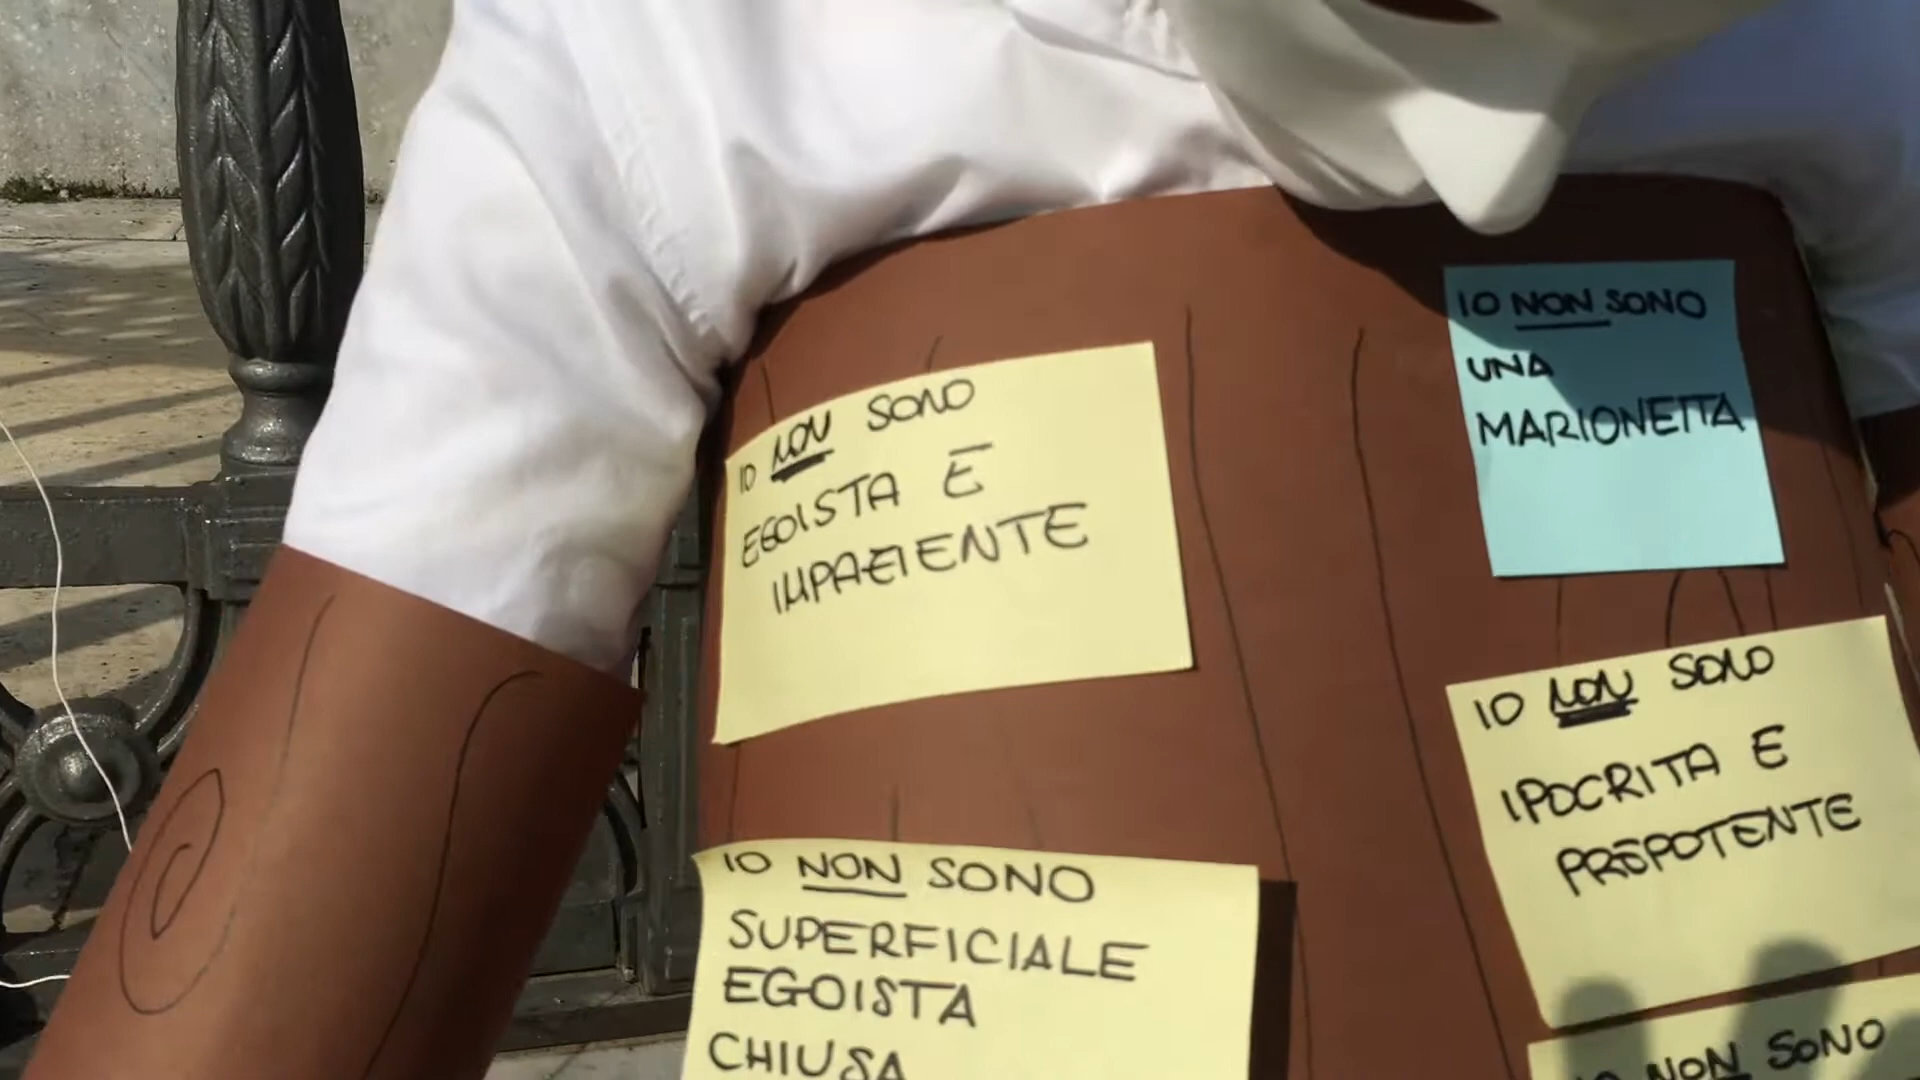 IO NON SONO
EGOISTA E
IMPAZIENTE
IO NON SONO
UNA
MARIONETTA
IO NON SONO
IPOCRITA E
PREPOTENTE
IO NON SONO
SUPERFICIALE
EGOISTA
CHIUSA
IO NON SONO